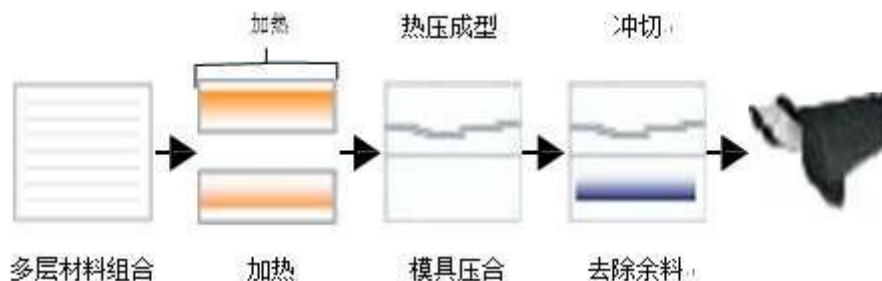 加热
热压成型
冲切
多层材料组合
加热
模具压合
去除余料